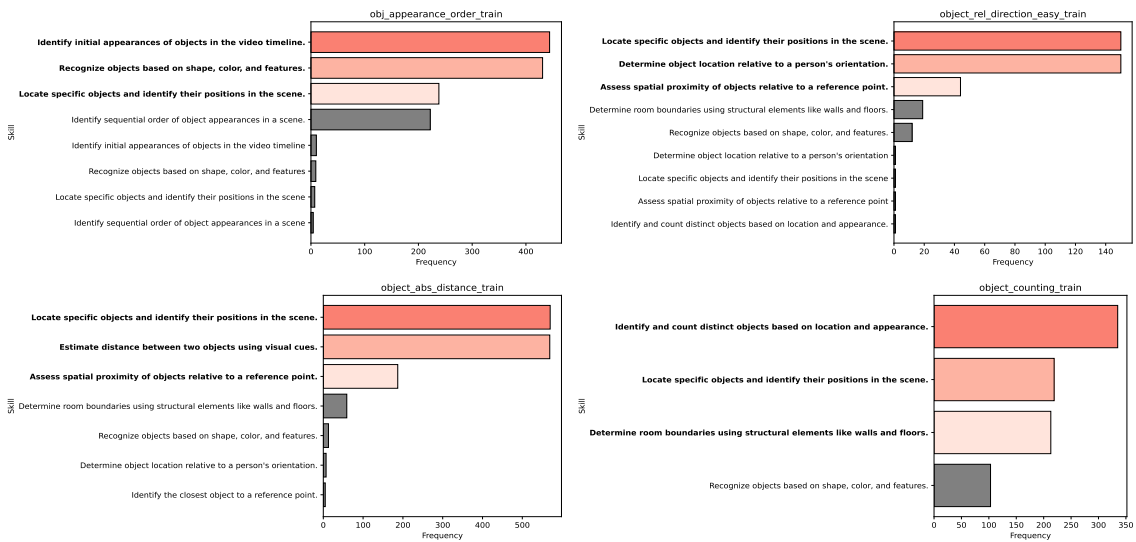 obj_appearance_order_train
Identify initial appearances of objects in the video timeline.
Recognize objects based on shape, color, and features.
Locate specific objects and identify their positions in the scene.
Identify sequential order of object appearances in a scene.
Identify initial appearances of objects in the video timeline
Recognize objects based on shape, color, and features
Locate specific objects and identify their positions in the scene
Identify sequential order of object appearances in a scene
Skill
0 100 200 300 400
Frequency
object_rel_direction_easy_train
Locate specific objects and identify their positions in the scene.
Determine object location relative to a person's orientation.
Assess spatial proximity of objects relative to a reference point.
Determine room boundaries using structural elements like walls and floors.
Recognize objects based on shape, color, and features.
Determine object location relative to a person's orientation
Locate specific objects and identify their positions in the scene
Assess spatial proximity of objects relative to a reference point
Identify and count distinct objects based on location and appearance.
Skill
0 20 40 60 80 100 120 140
Frequency
object_abs_distance_train
Locate specific objects and identify their positions in the scene.
Estimate distance between two objects using visual cues.
Assess spatial proximity of objects relative to a reference point.
Determine room boundaries using structural elements like walls and floors.
Recognize objects based on shape, color, and features.
Determine object location relative to a person's orientation.
Identify the closest object to a reference point.
Skill
0 100 200 300 400 500
Frequency
object_counting_train
Identify and count distinct objects based on location and appearance.
Locate specific objects and identify their positions in the scene.
Determine room boundaries using structural elements like walls and floors.
Recognize objects based on shape, color, and features.
Skill
0 50 100 150 200 250 300 350
Frequency